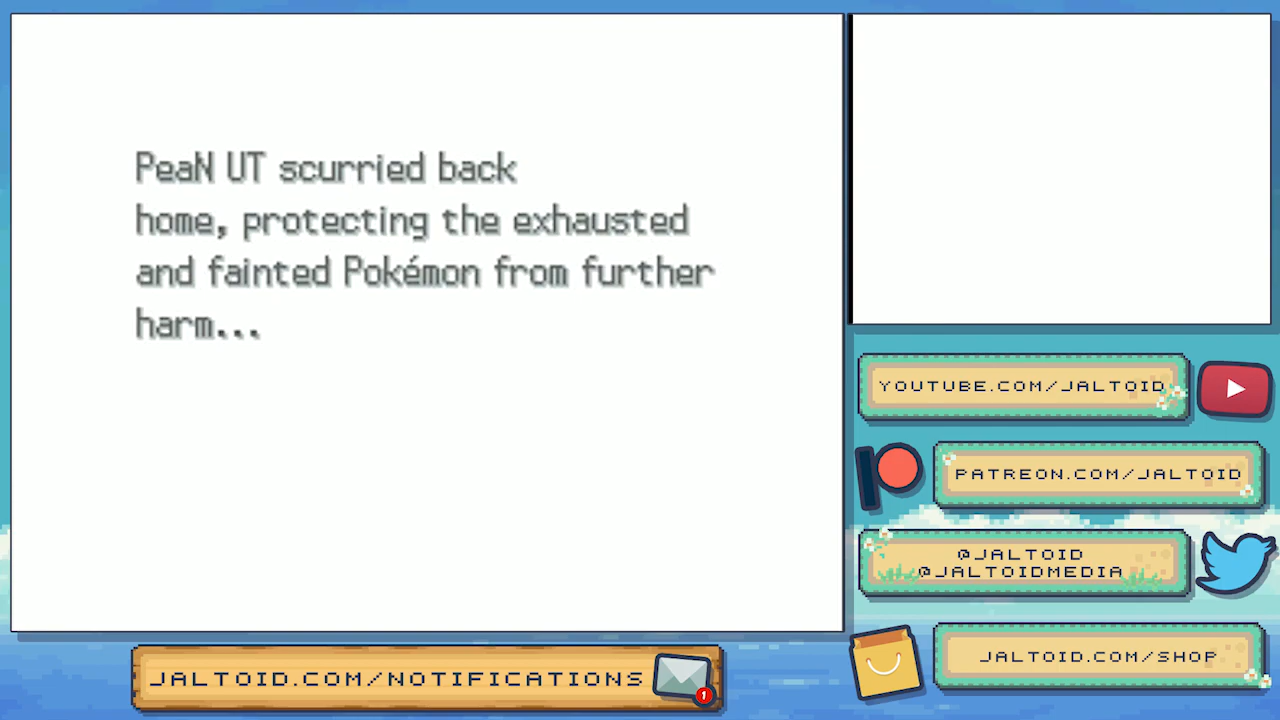 PeaN UT scurried back
home, protecting the exhausted
and fainted Pokémon from further
harm...
YOUTUBE.COM/JALTOID
PATREON.COM/JALTOID
@JALTOID
@JALTOIDMEDIA
JALTOID.COM/SHOP
JALTOID.COM/NOTIFICATIONS
1